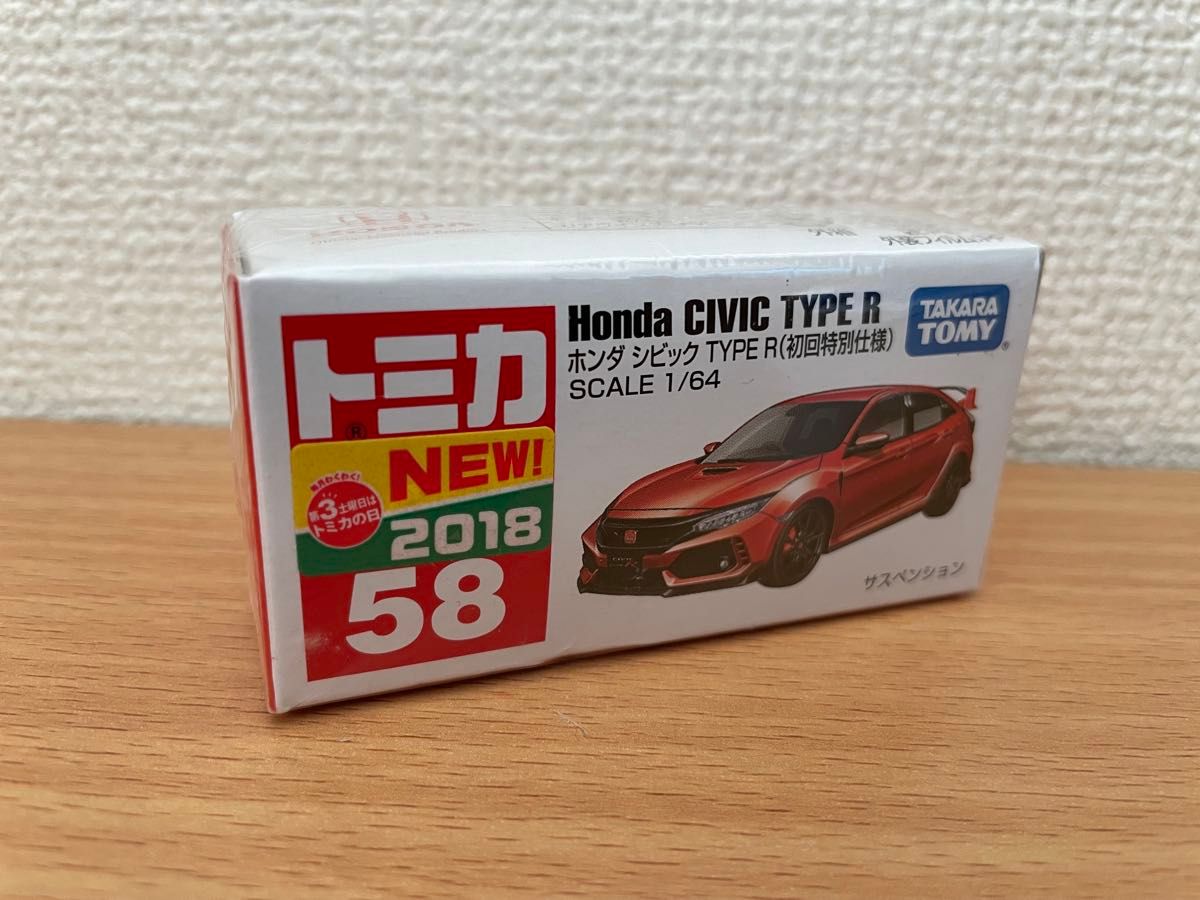 トミカ
®
NEW!
毎月わくわく!
第3土曜日は
トミカの日
2018
58
Honda CIVIC TYPE R
ホンダ シビック TYPE R(初回特別仕様)
SCALE 1/64
TAKARA
TOMY
®
サスペンション